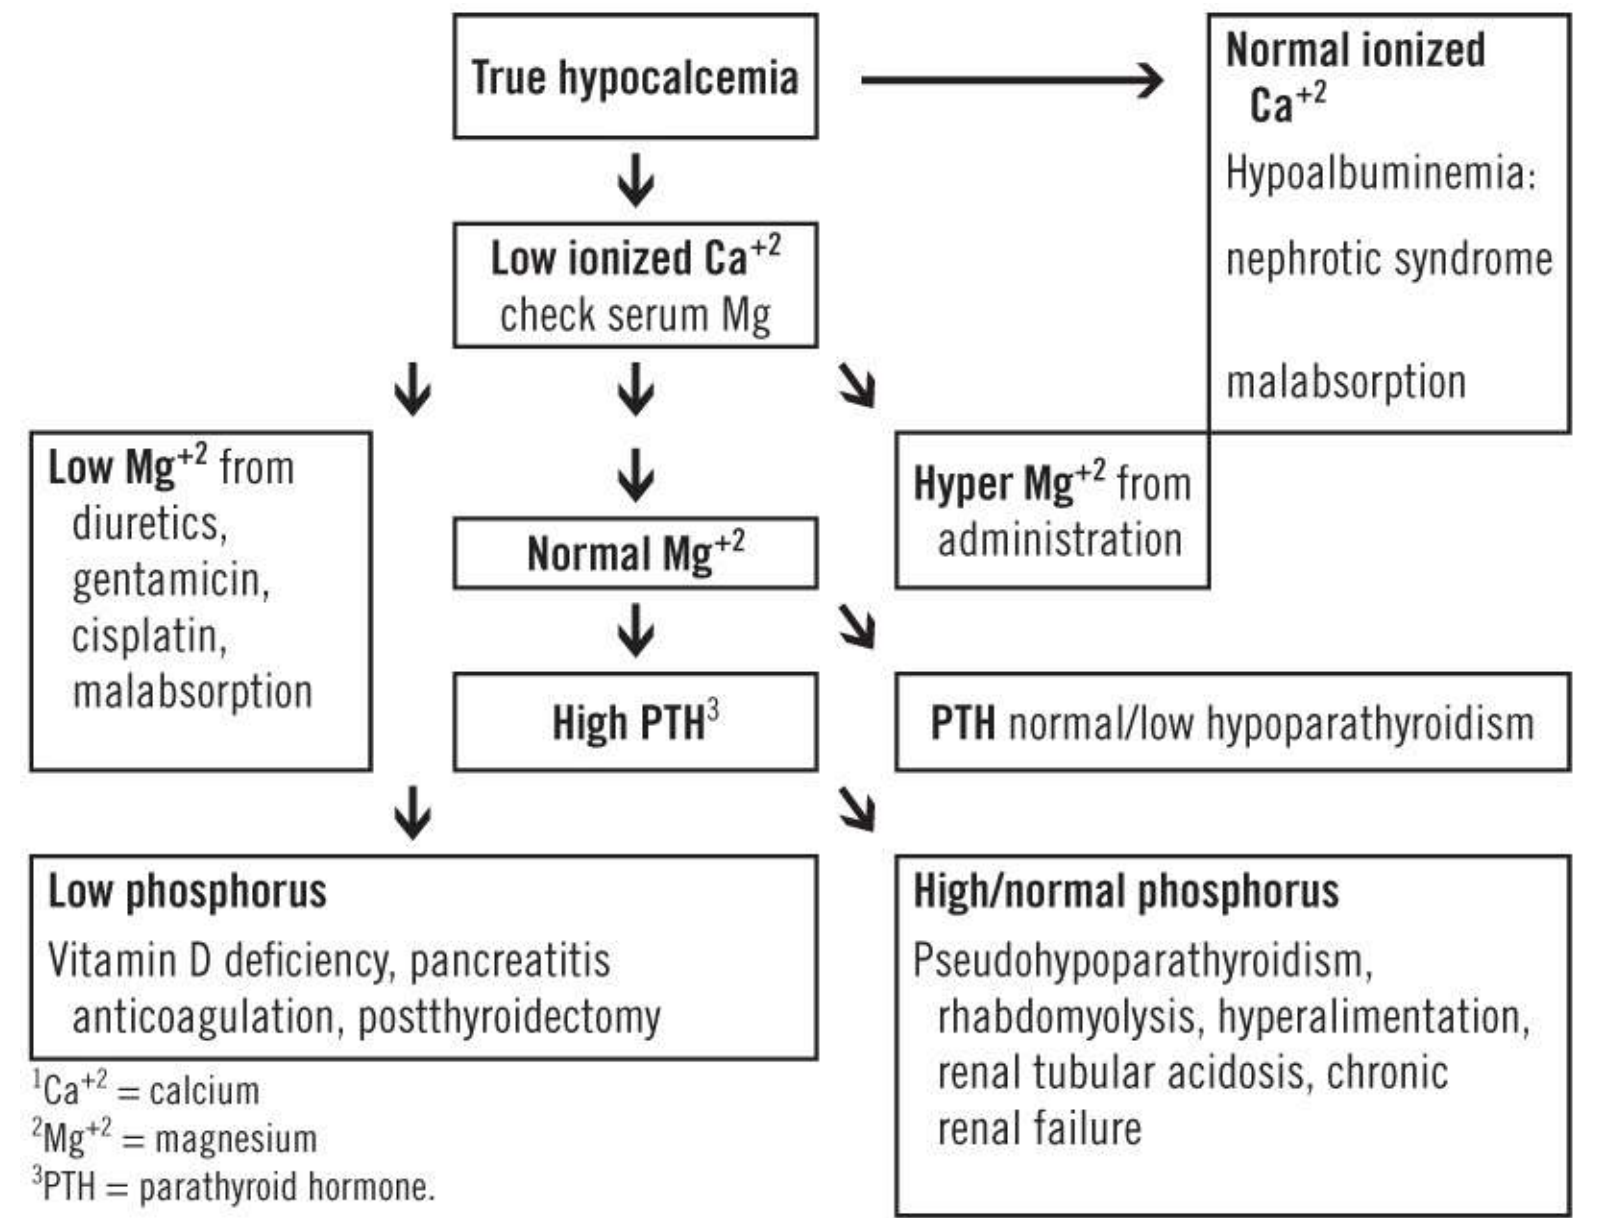 True hypocalcemia
Normal ionized
Ca⁺²
Hypoalbuminemia:
nephrotic syndrome
malabsorption
Low ionized Ca⁺²
check serum Mg
Low Mg⁺² from
diuretics,
gentamicin,
cisplatin,
malabsorption
Normal Mg⁺²
Hyper Mg⁺² from
administration
High PTH³
PTH normal/low hypoparathyroidism
Low phosphorus
Vitamin D deficiency, pancreatitis
anticoagulation, postthyroidectomy
High/normal phosphorus
Pseudohypoparathyroidism,
rhabdomyolysis, hyperalimentation,
renal tubular acidosis, chronic
renal failure
¹Ca⁺² = calcium
²Mg⁺² = magnesium
³PTH = parathyroid hormone.